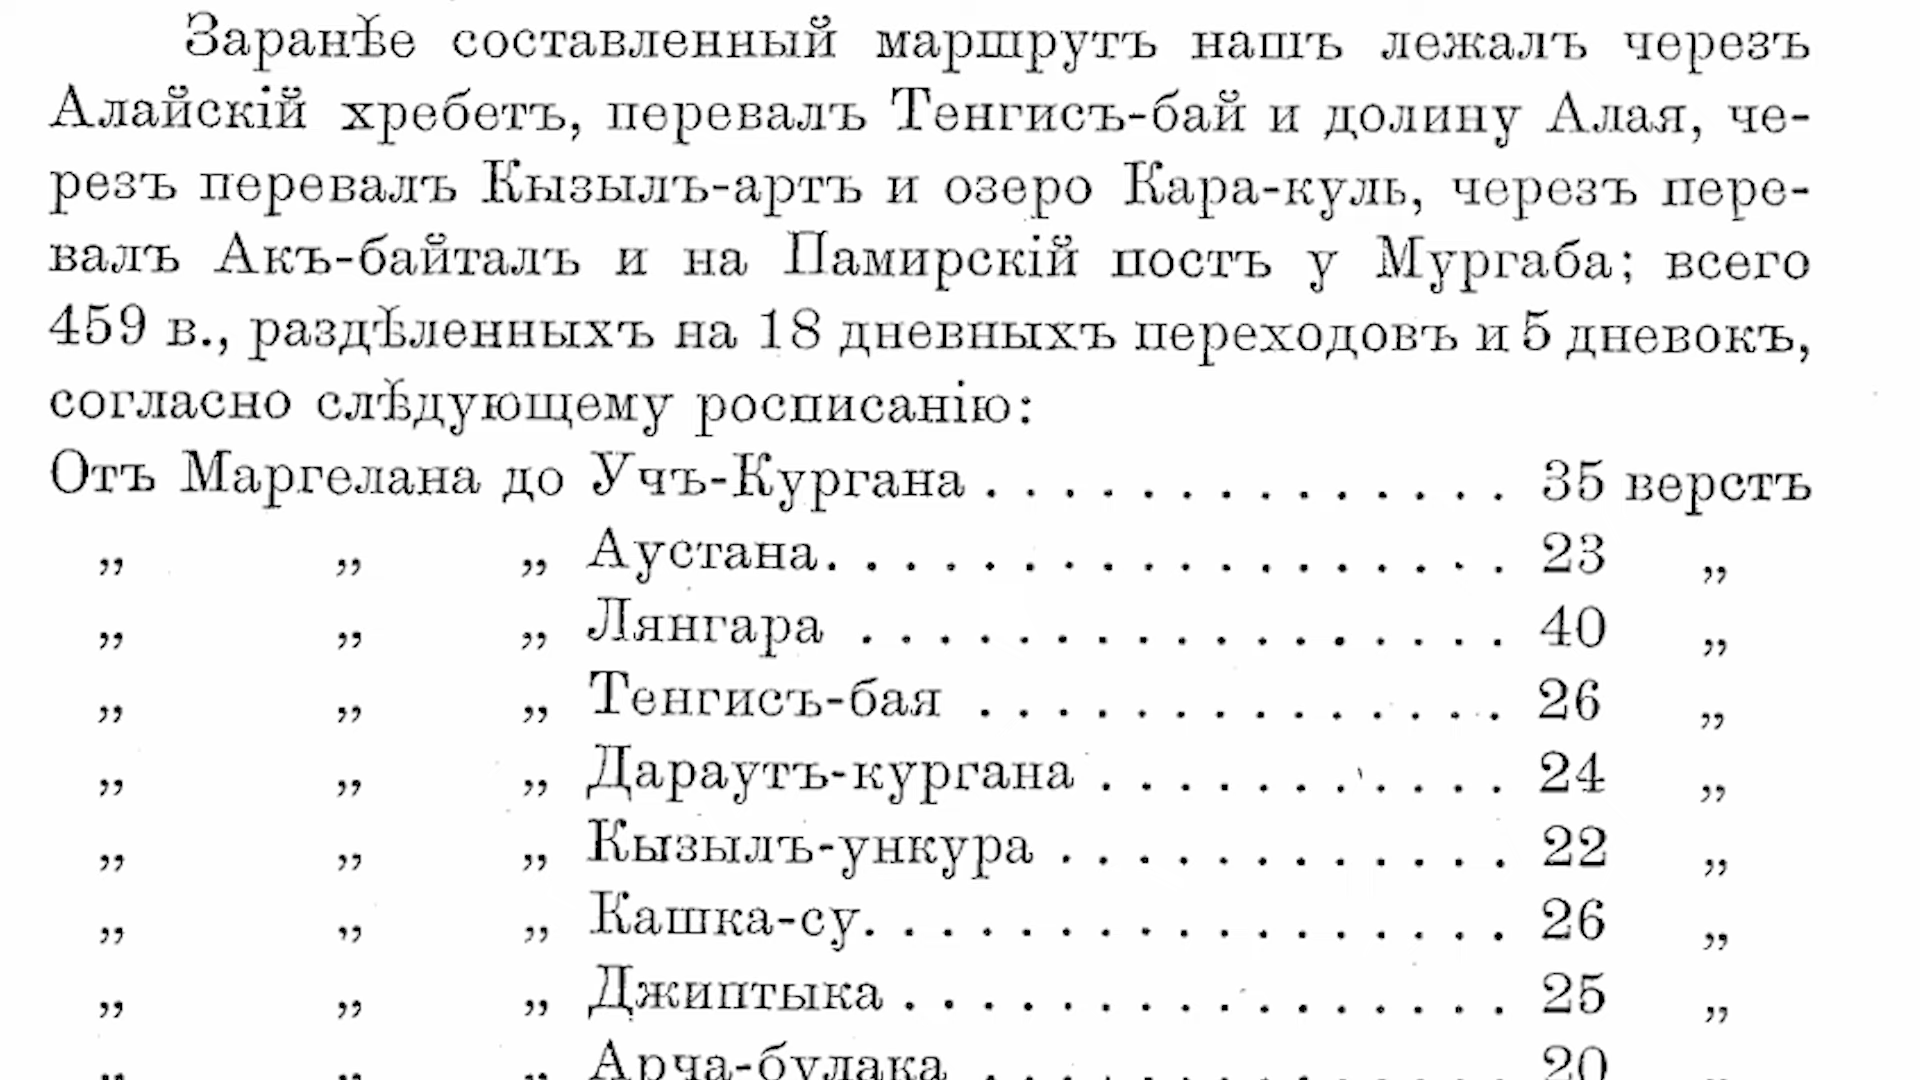 Заранѣе составленный маршрутъ нашъ лежалъ черезъ
Алайскій хребетъ, перевалъ Тенгисъ-бай и долину Алая, че-
резъ перевалъ Кызылъ-артъ и озеро Кара-куль, черезъ пере-
валъ Акъ-байталъ и на Памирскій постъ у Мургаба; всего
459 в., раздѣленныхъ на 18 дневныхъ переходовъ и 5 дневокъ,
согласно слѣдующему росписанію:
Отъ Маргелана до Учъ-Кургана . . . . . . . . . . . . . . 35 верстъ
„ „ „ Аустана. . . . . . . . . . . . . . . . . . 23 „
„ „ „ Лянгара . . . . . . . . . . . . . . . . . 40 „
„ „ „ Тенгисъ-бая . . . . . . . . . . . . . . 26 „
„ „ „ Дараутъ-кургана . . . . . . . . . . . 24 „
„ „ „ Кызылъ-ункура . . . . . . . . . . . . 22 „
„ „ „ Кашка-су. . . . . . . . . . . . . . . . . 26 „
„ „ „ Джиптыка . . . . . . . . . . . . . . . . 25 „
„ „ „ Арча-булака . . . . . . . . . . . . . . 20 „